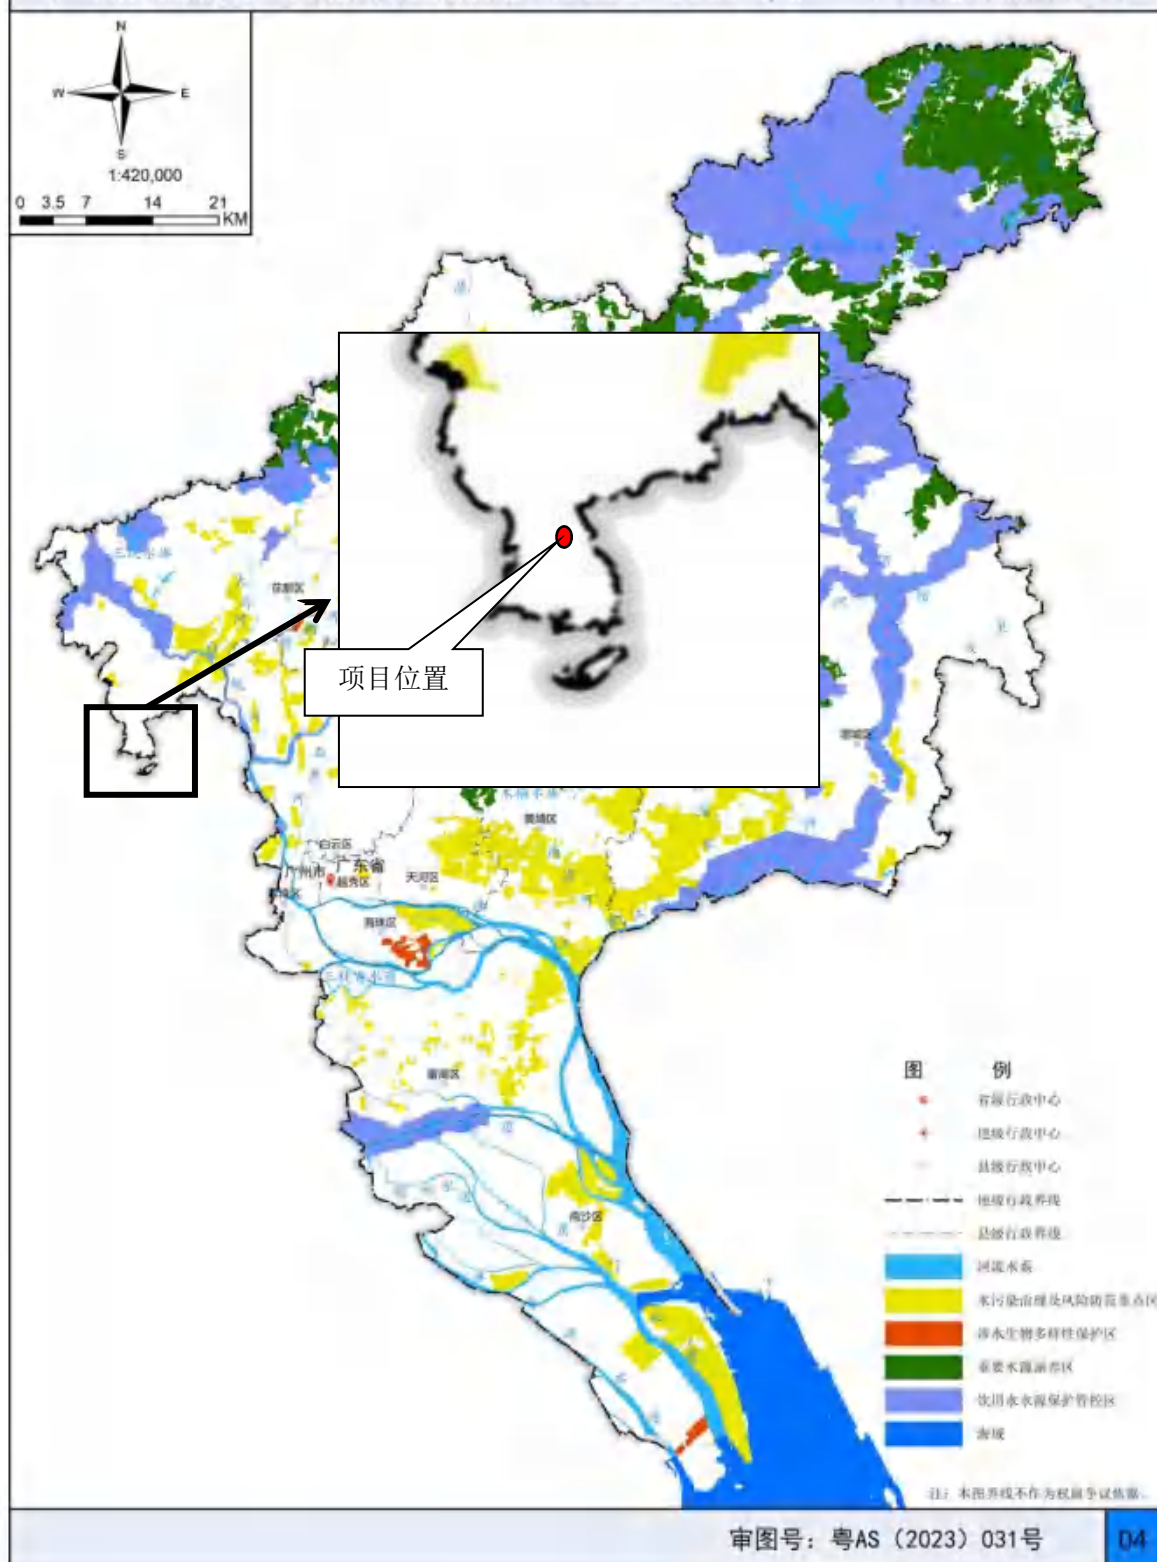 N
W
E
S
1:420,000
0 3.5 7 14 21
KM
花都区
项目位置
增城区
黄埔区
白云区
广州市
广东省
越秀区
天河区
海珠区
番禺区
南沙区
图 例
省级行政中心
地级行政中心
县级行政中心
地级行政界线
县级行政界线
河流水系
水污染治理及风险防范重点区
涉水生物多样性保护区
重要水源涵养区
饮用水水源保护管控区
海域
注：本图界线不作为权属争议依据。
审图号：粤AS（2023）031号
04